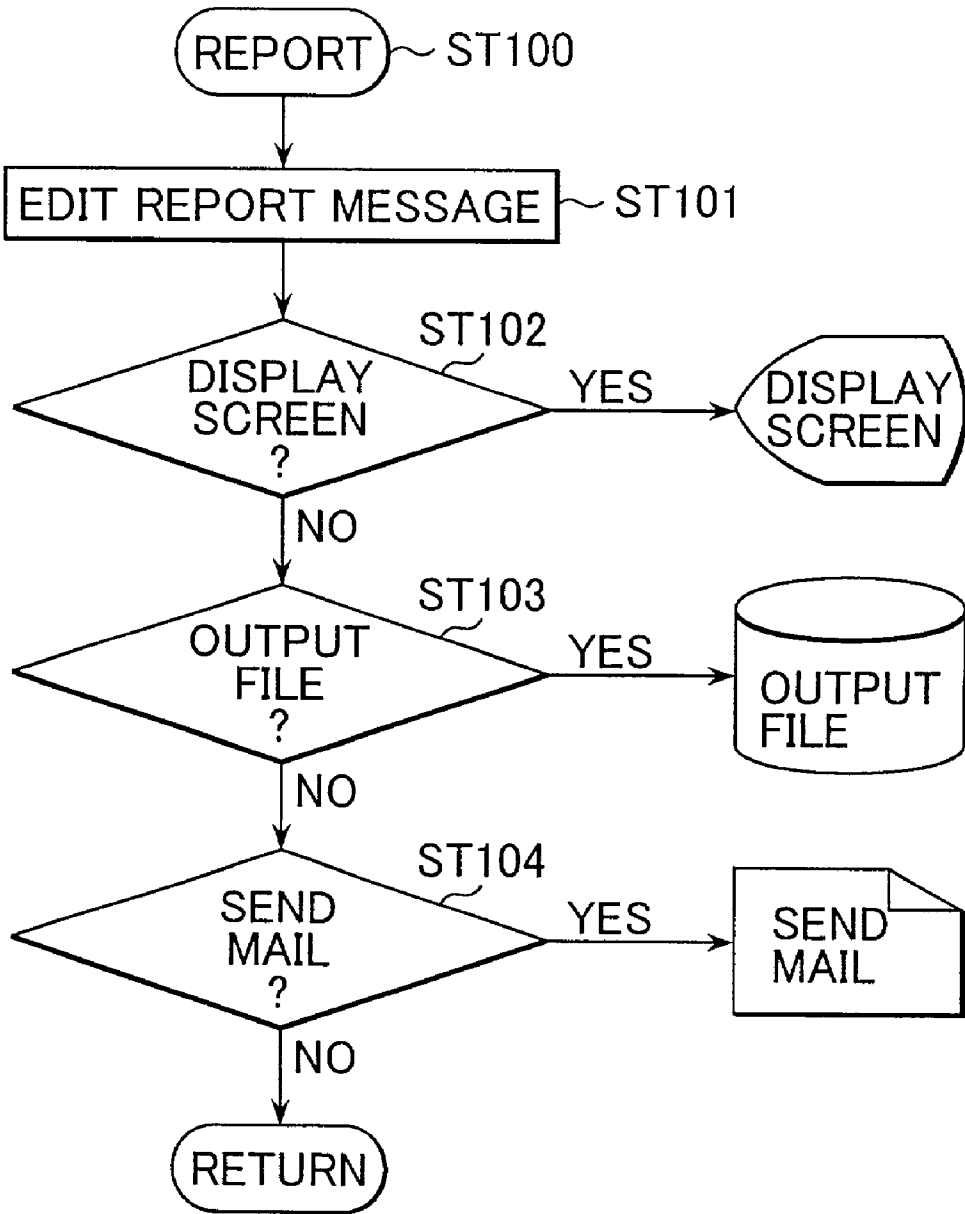 REPORT
ST100
EDIT REPORT MESSAGE
ST101
ST102
DISPLAY
SCREEN
?
YES
DISPLAY
SCREEN
NO
ST103
OUTPUT
FILE
?
YES
OUTPUT
FILE
NO
ST104
SEND
MAIL
?
YES
SEND
MAIL
NO
RETURN